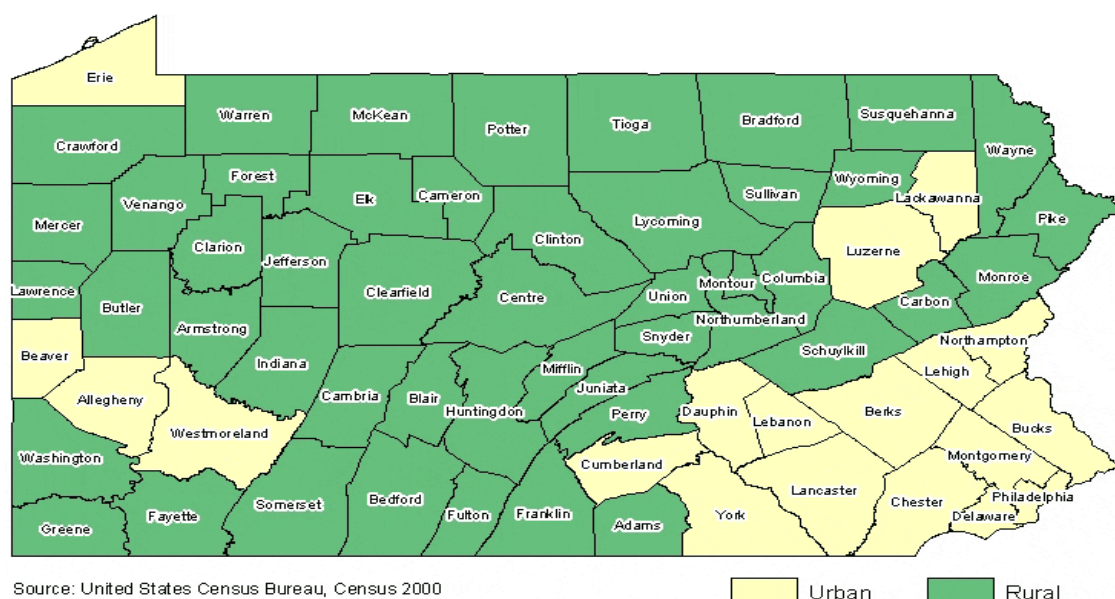 Erie
Warren
McKean
Potter
Tioga
Bradford
Susquehanna
Crawford
Wayne
Forest
Wyoming
Venango
Elk
Cameron
Sullivan
Lackawanna
Mercer
Lycoming
Pike
Clarion
Clinton
Luzerne
Jefferson
Monroe
Lawrence
Clearfield
Centre
Union
Montour
Columbia
Carbon
Butler
Armstrong
Northumberland
Snyder
Schuylkill
Northampton
Beaver
Indiana
Mifflin
Lehigh
Allegheny
Cambria
Blair
Huntingdon
Juniata
Perry
Dauphin
Lebanon
Berks
Bucks
Westmoreland
Washington
Cumberland
Montgomery
Lancaster
Somerset
Bedford
Fulton
Franklin
Chester
Philadelphia
Delaware
Greene
Fayette
Adams
York
Source: United States Census Bureau, Census 2000
Urban
Rural